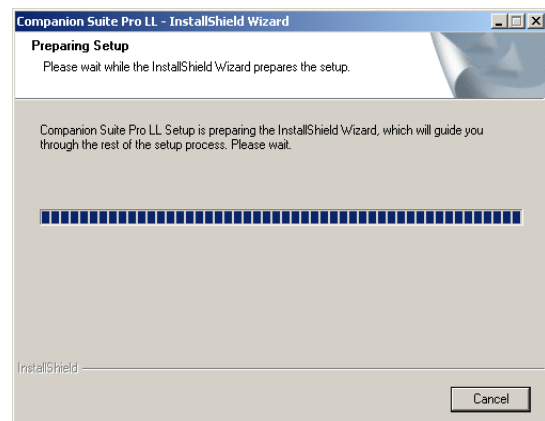 Companion Suite Pro LL - InstallShield Wizard
Preparing Setup
Please wait while the InstallShield Wizard prepares the setup.
Companion Suite Pro LL Setup is preparing the InstallShield Wizard, which will guide you
through the rest of the setup process. Please wait.
InstallShield
Cancel